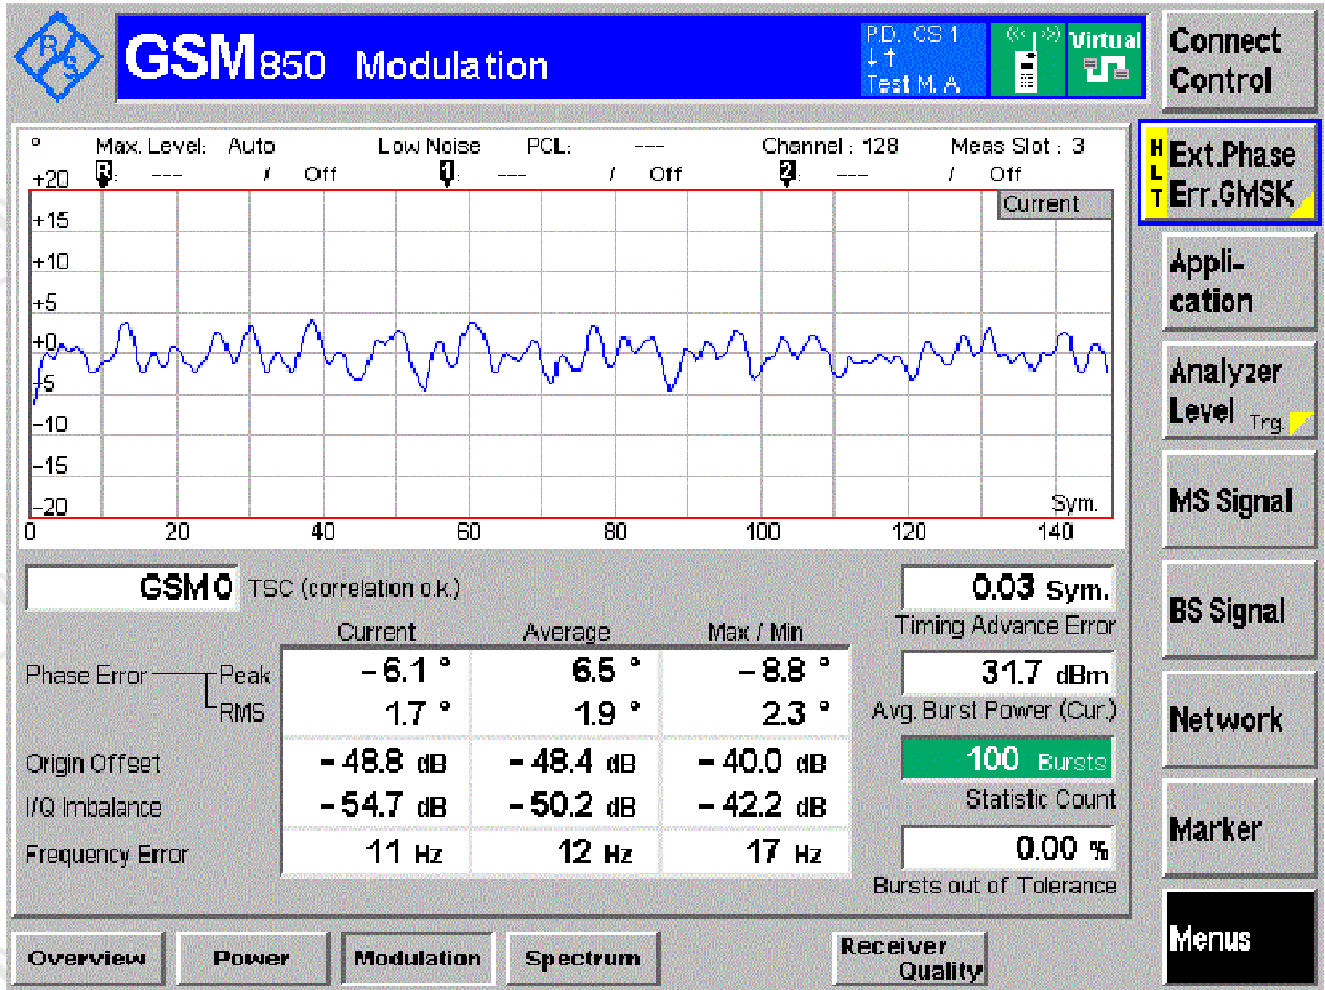 R/S GSM850 Modulation PD. CS 1 Virtual Connect
↓↑ Control
Test M. A.
° Max. Level: Auto Low Noise PCL: --- Channel : 128 Meas Slot : 3
R: --- / Off 1: --- / Off 2: --- / Off
HLT Ext.Phase
Err.GMSK
Current
+20
+15
+10
+5
+0
-5
-10
-15
-20
Sym.
0 20 40 60 80 100 120 140
Appli-
cation
Analyzer
Level Trg.
MS Signal
BS Signal
Network
Marker
Menus
GSM 0 TSC (correlation o.k.)
Current Average Max / Min
Phase Error Peak -6.1 ° 6.5 ° -8.8 °
RMS 1.7 ° 1.9 ° 2.3 °
Origin Offset -48.8 dB -48.4 dB -40.0 dB
I/Q Imbalance -54.7 dB -50.2 dB -42.2 dB
Frequency Error 11 Hz 12 Hz 17 Hz
0.03 Sym.
Timing Advance Error
31.7 dBm
Avg. Burst Power (Cur.)
100 Bursts
Statistic Count
0.00 %
Bursts out of Tolerance
Overview Power Modulation Spectrum Receiver
Quality